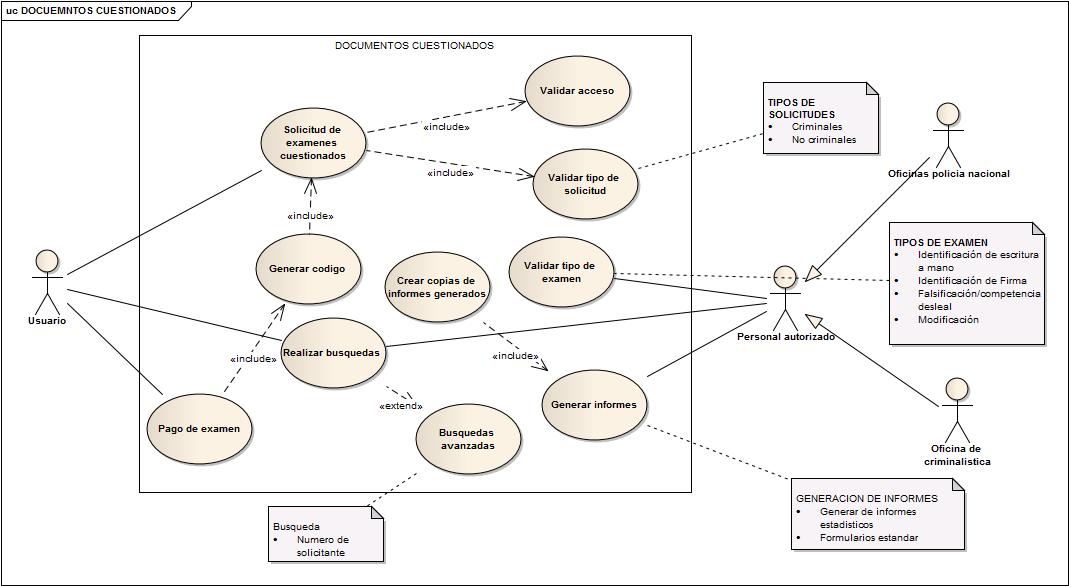 uc DOCUEMNTOS CUESTIONADOS
DOCUMENTOS CUESTIONADOS
Validar acceso
Solicitud de
examenes
cuestionados
«include»
«include»
Validar tipo de
solicitud
TIPOS DE
SOLICITUDES
• Criminales
• No criminales
Oficinas policia nacional
«include»
Generar codigo
Crear copias de
informes generados
Validar tipo de
examen
TIPOS DE EXAMEN
• Identificación de escritura
a mano
• Identificación de Firma
• Falsificación/competencia
desleal
• Modificación
Usuario
Personal autorizado
«include»
Realizar busquedas
«include»
«extend»
Generar informes
Pago de examen
Busquedas
avanzadas
Oficina de
criminalistica
GENERACION DE INFORMES
• Generar de informes
estadisticos
• Formularios estandar
Busqueda
• Numero de
solicitante